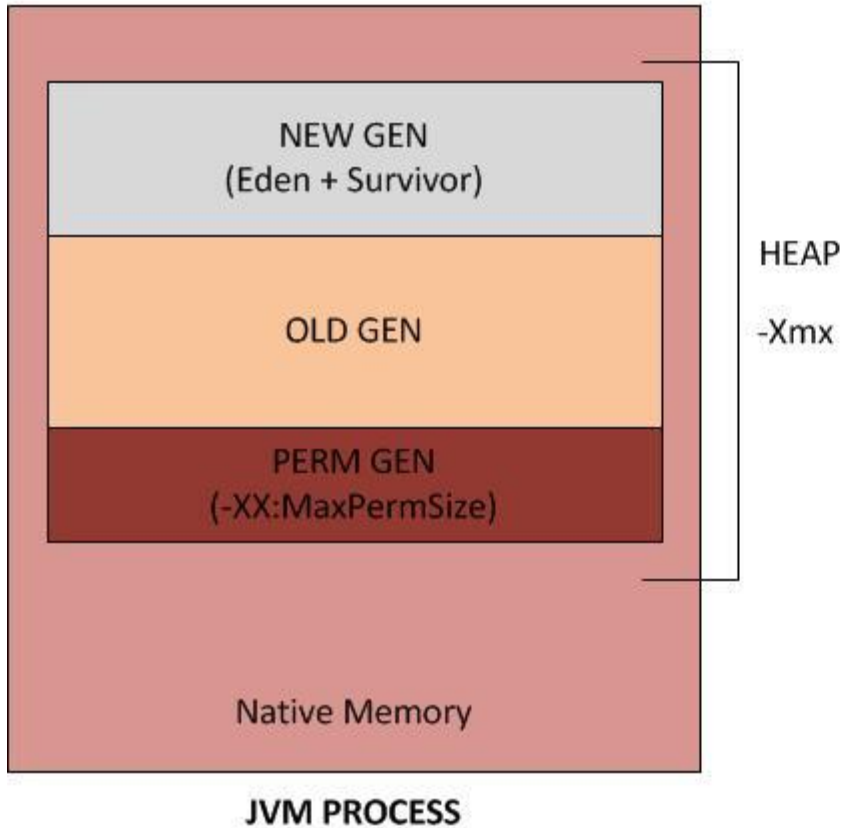 NEW GEN
(Eden + Survivor)
HEAP
OLD GEN
-Xmx
PERM GEN
(-XX:MaxPermSize)
Native Memory
JVM PROCESS